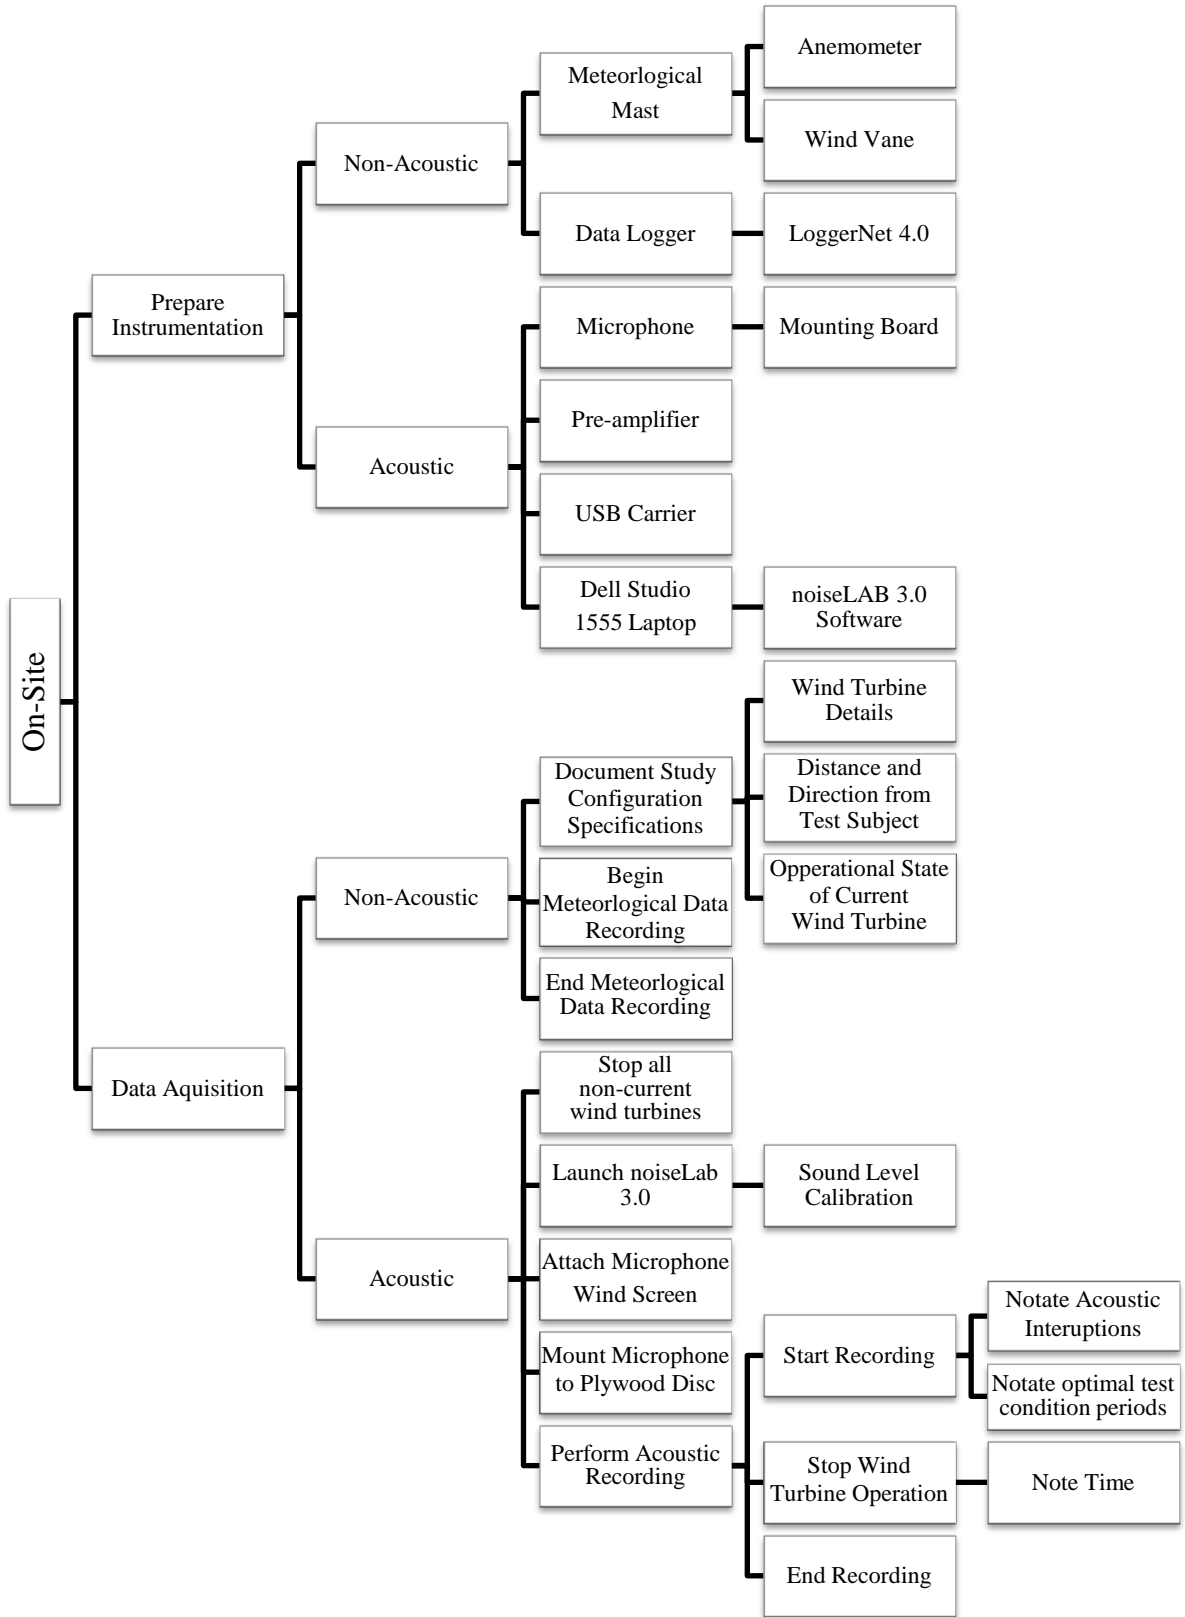 On-Site
Prepare
Instrumentation
Non-Acoustic
Meteorlogical
Mast
Anemometer
Wind Vane
Data Logger
LoggerNet 4.0
Acoustic
Microphone
Mounting Board
Pre-amplifier
USB Carrier
Dell Studio
1555 Laptop
noiseLAB 3.0
Software
Data Aquisition
Non-Acoustic
Document Study
Configuration
Specifications
Wind Turbine
Details
Distance and
Direction from
Test Subject
Opperational State
of Current
Wind Turbine
Begin
Meteorlogical Data
Recording
End Meteorlogical
Data Recording
Acoustic
Stop all
non-current
wind turbines
Launch noiseLab
3.0
Sound Level
Calibration
Attach Microphone
Wind Screen
Mount Microphone
to Plywood Disc
Perform Acoustic
Recording
Start Recording
Notate Acoustic
Interuptions
Notate optimal test
condition periods
Stop Wind
Turbine Operation
Note Time
End Recording